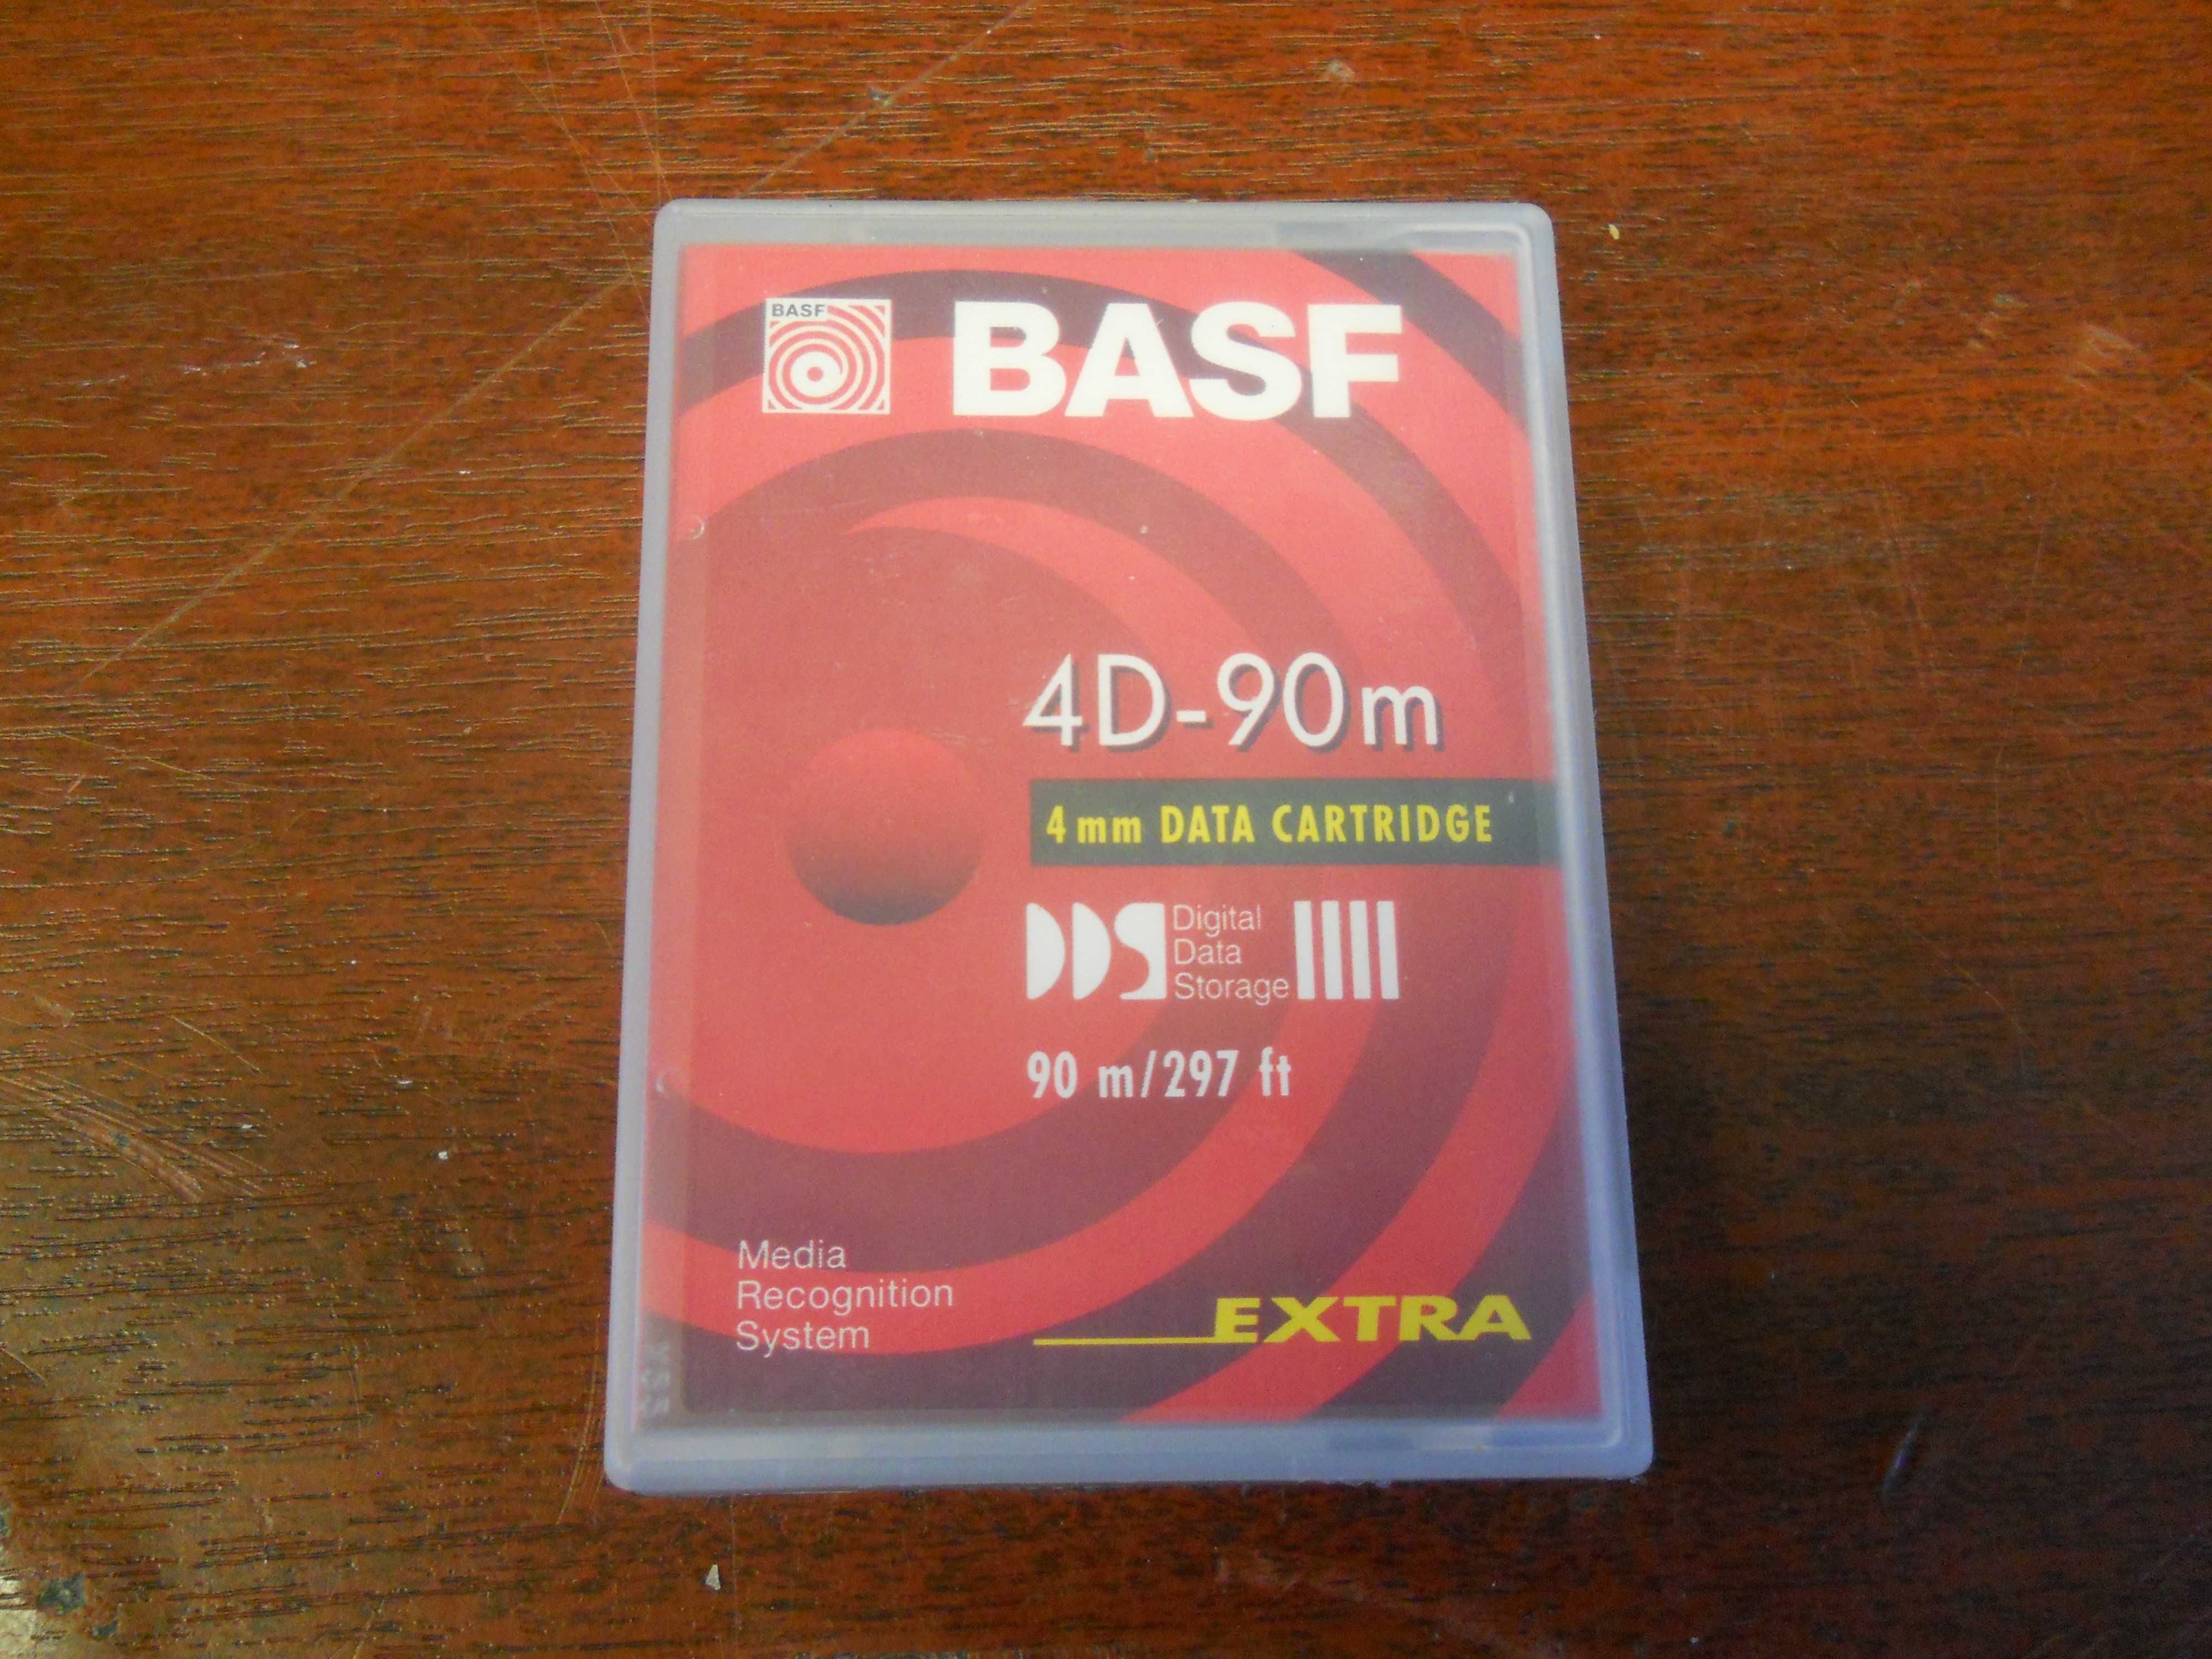 BASF
BASF
4D-90m
4mm DATA CARTRIDGE
DDS
Digital
Data
Storage
90 m/297 ft
Media
Recognition
System
EXTRA